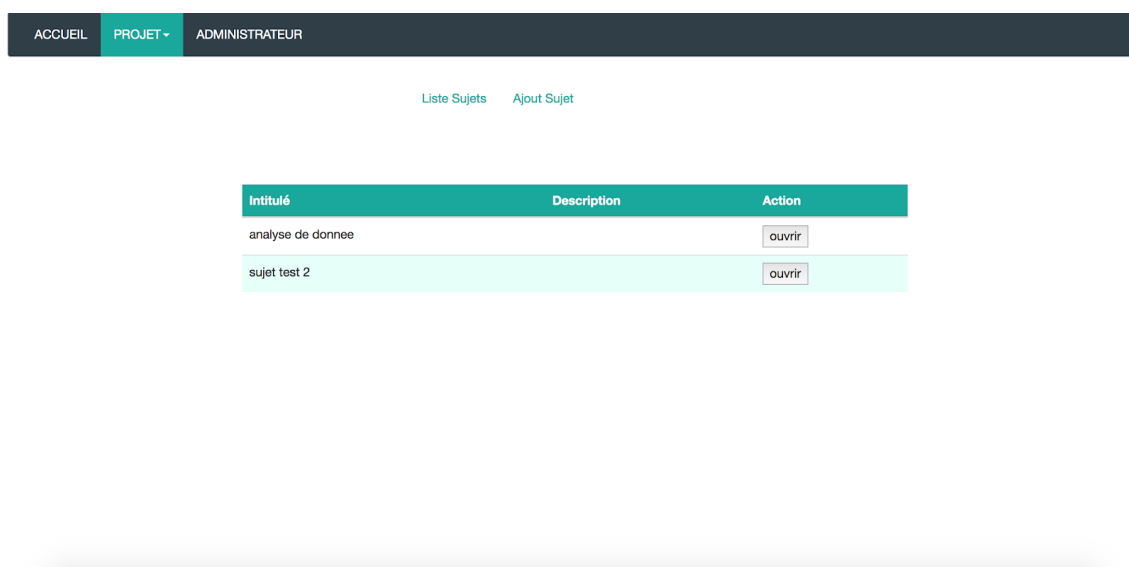 ACCUEIL PROJET ADMINISTRATEUR
Liste Sujets Ajout Sujet
Intitulé Description Action
analyse de donnee ouvrir
sujet test 2 ouvrir